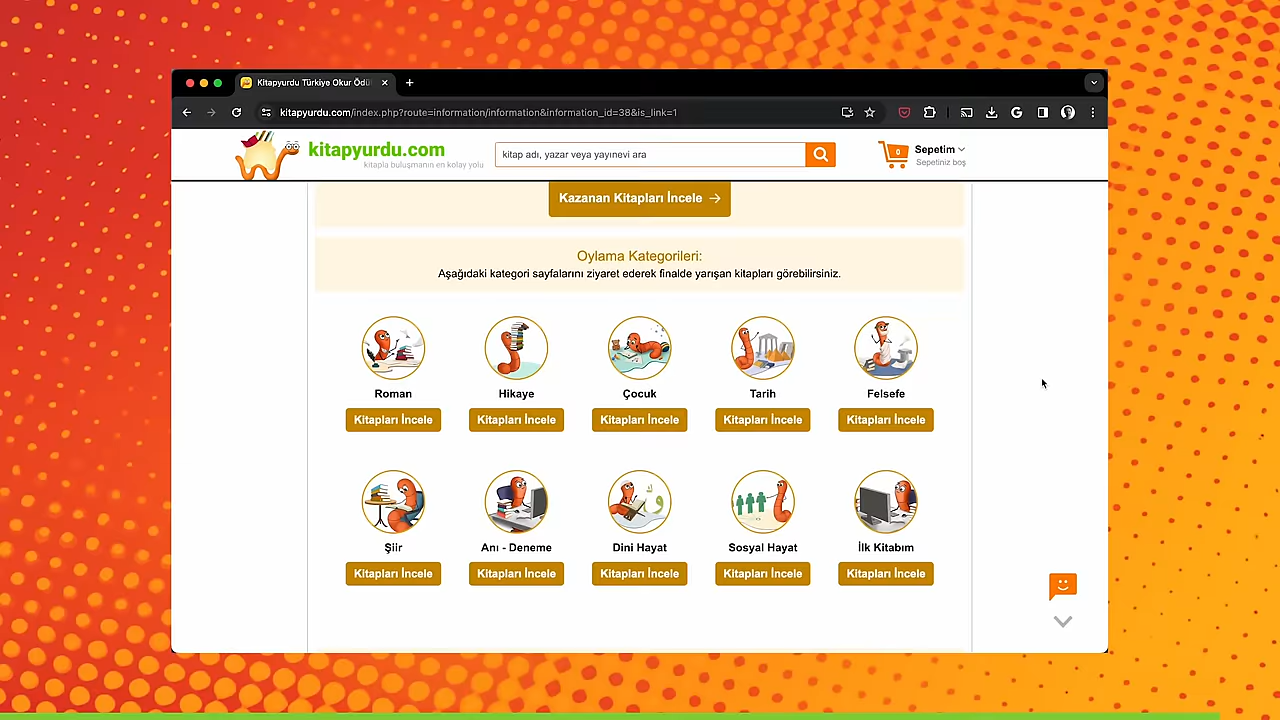 Kitapyurdu Türkiye Okur Ödü
kitapyurdu.com/index.php?route=information/information&information_id=38&is_link=1
kitapyurdu.com
kitapla buluşmanın en kolay yolu
kitap adı, yazar veya yayınevi ara
0
Sepetim
Sepetiniz boş
Kazanan Kitapları İncele →
Oylama Kategorileri:
Aşağıdaki kategori sayfalarını ziyaret ederek finalde yarışan kitapları görebilirsiniz.
Roman Hikaye Çocuk Tarih Felsefe
Kitapları İncele Kitapları İncele Kitapları İncele Kitapları İncele Kitapları İncele
Şiir Anı - Deneme Dini Hayat Sosyal Hayat İlk Kitabım
Kitapları İncele Kitapları İncele Kitapları İncele Kitapları İncele Kitapları İncele